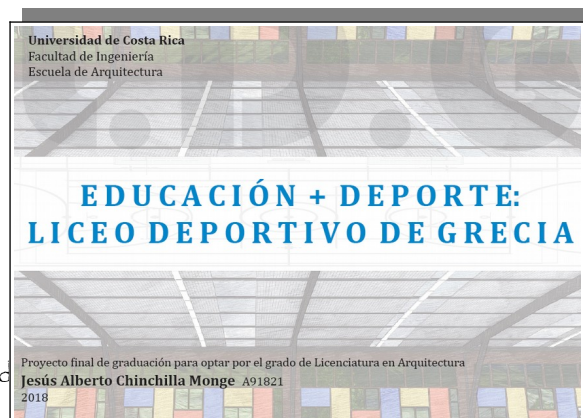 Universidad de Costa Rica
Facultad de Ingeniería
Escuela de Arquitectura
EDUCACIÓN + DEPORTE:
LICEO DEPORTIVO DE GRECIA
Proyecto final de graduación para optar por el grado de Licenciatura en Arquitectura
Jesús Alberto Chinchilla Monge A91821
2018